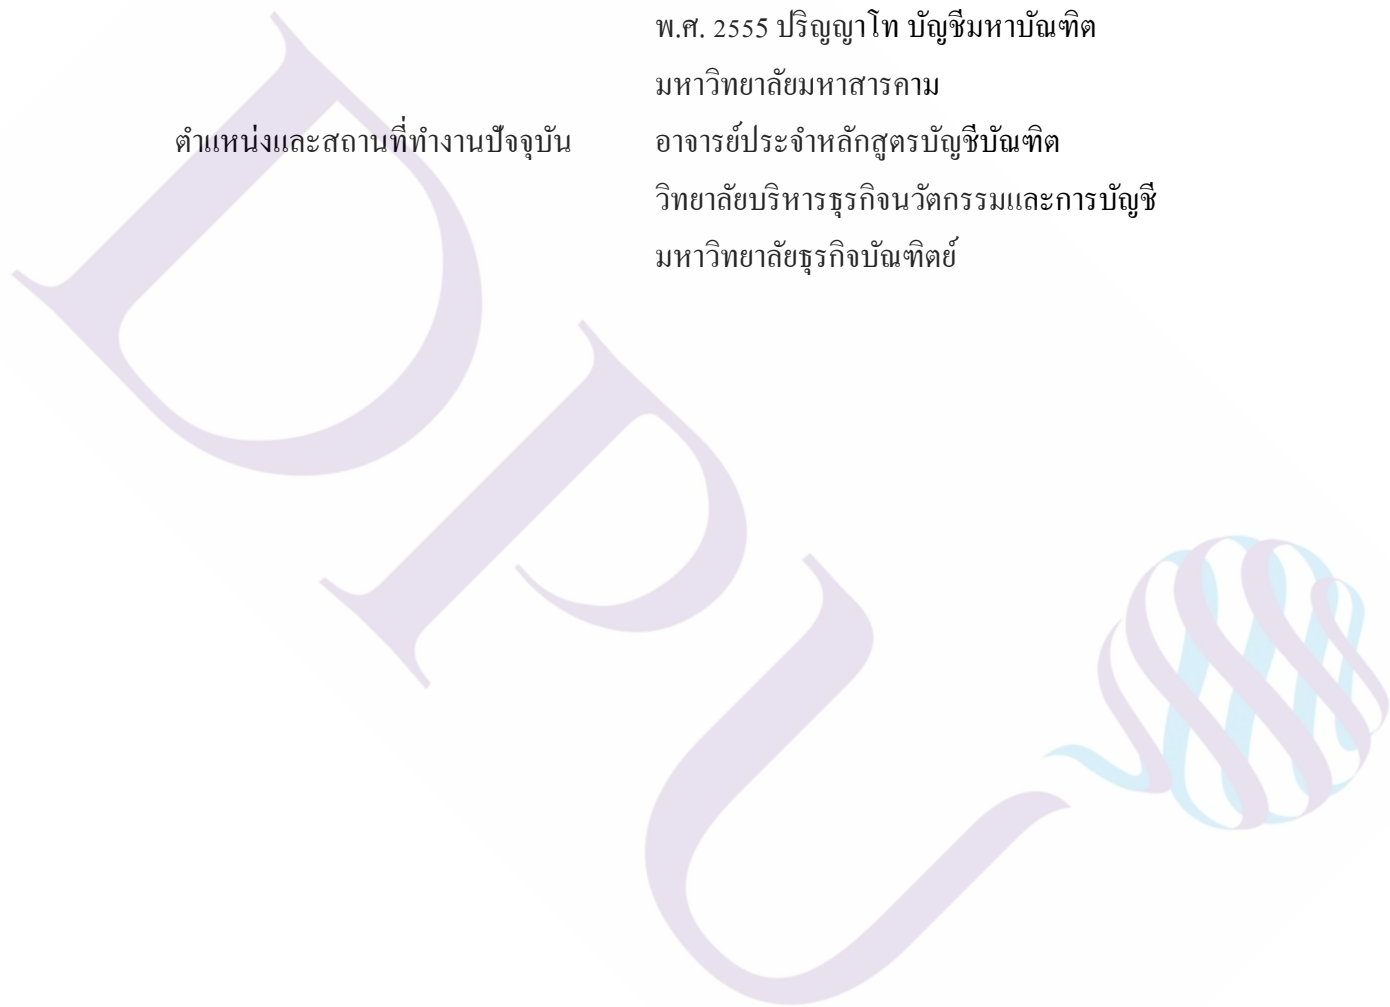 พ.ศ. 2555 ปริญญาโท บัญชีมหาบัณฑิต
มหาวิทยาลัยมหาสารคาม
ตำแหน่งและสถานที่ทำงานปัจจุบัน อาจารย์ประจำหลักสูตรบัญชีบัณฑิต
วิทยาลัยบริหารธุรกิจนวัตกรรมและการบัญชี
มหาวิทยาลัยธุรกิจบัณฑิตย์
DPU